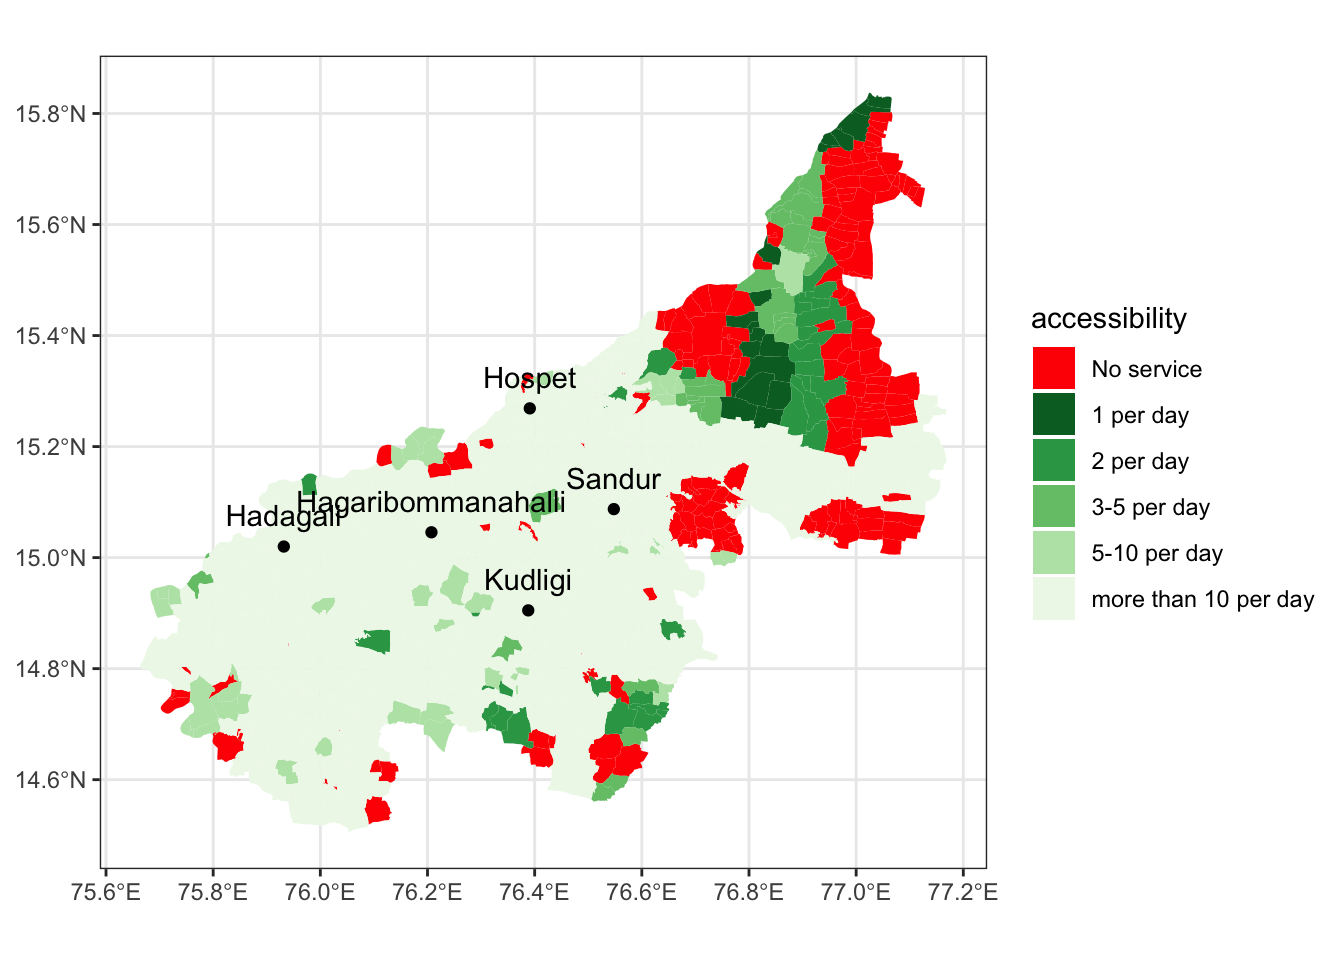 15.8°N
15.6°N
15.4°N
15.2°N
15.0°N
14.8°N
14.6°N
75.6°E 75.8°E 76.0°E 76.2°E 76.4°E 76.6°E 76.8°E 77.0°E 77.2°E
Hospet
Sandur
Hagaribommanahalli
Hadagali
Kudligi
accessibility
No service
1 per day
2 per day
3-5 per day
5-10 per day
more than 10 per day